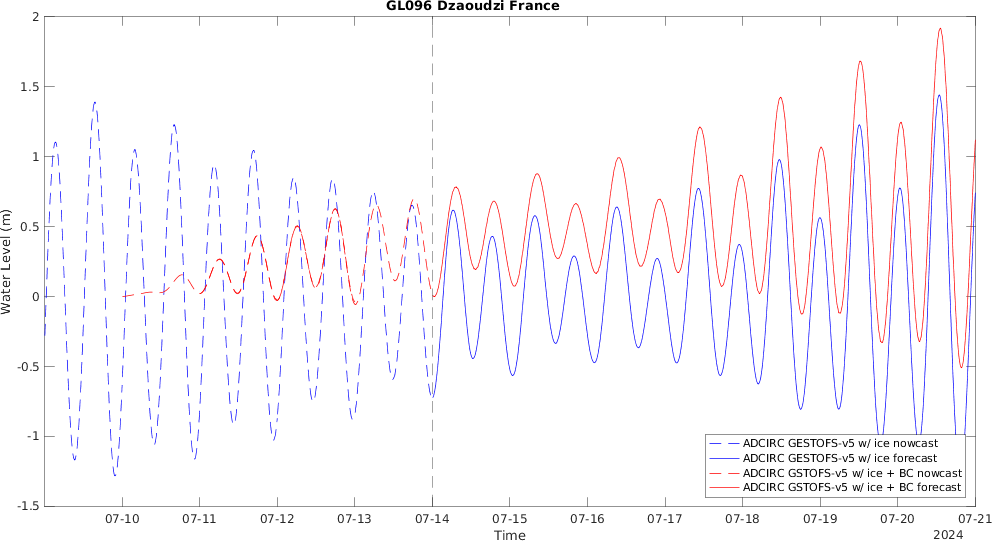 GL096 Dzaoudzi France
Water Level (m)
2
1.5
1
0.5
0
-0.5
-1
-1.5
ADCIRC GESTOFS-v5 w/ ice nowcast
ADCIRC GESTOFS-v5 w/ ice forecast
ADCIRC GSTOFS-v5 w/ ice + BC nowcast
ADCIRC GSTOFS-v5 w/ ice + BC forecast
07-10 07-11 07-12 07-13 07-14 07-15 07-16 07-17 07-18 07-19 07-20 07-21
Time
2024